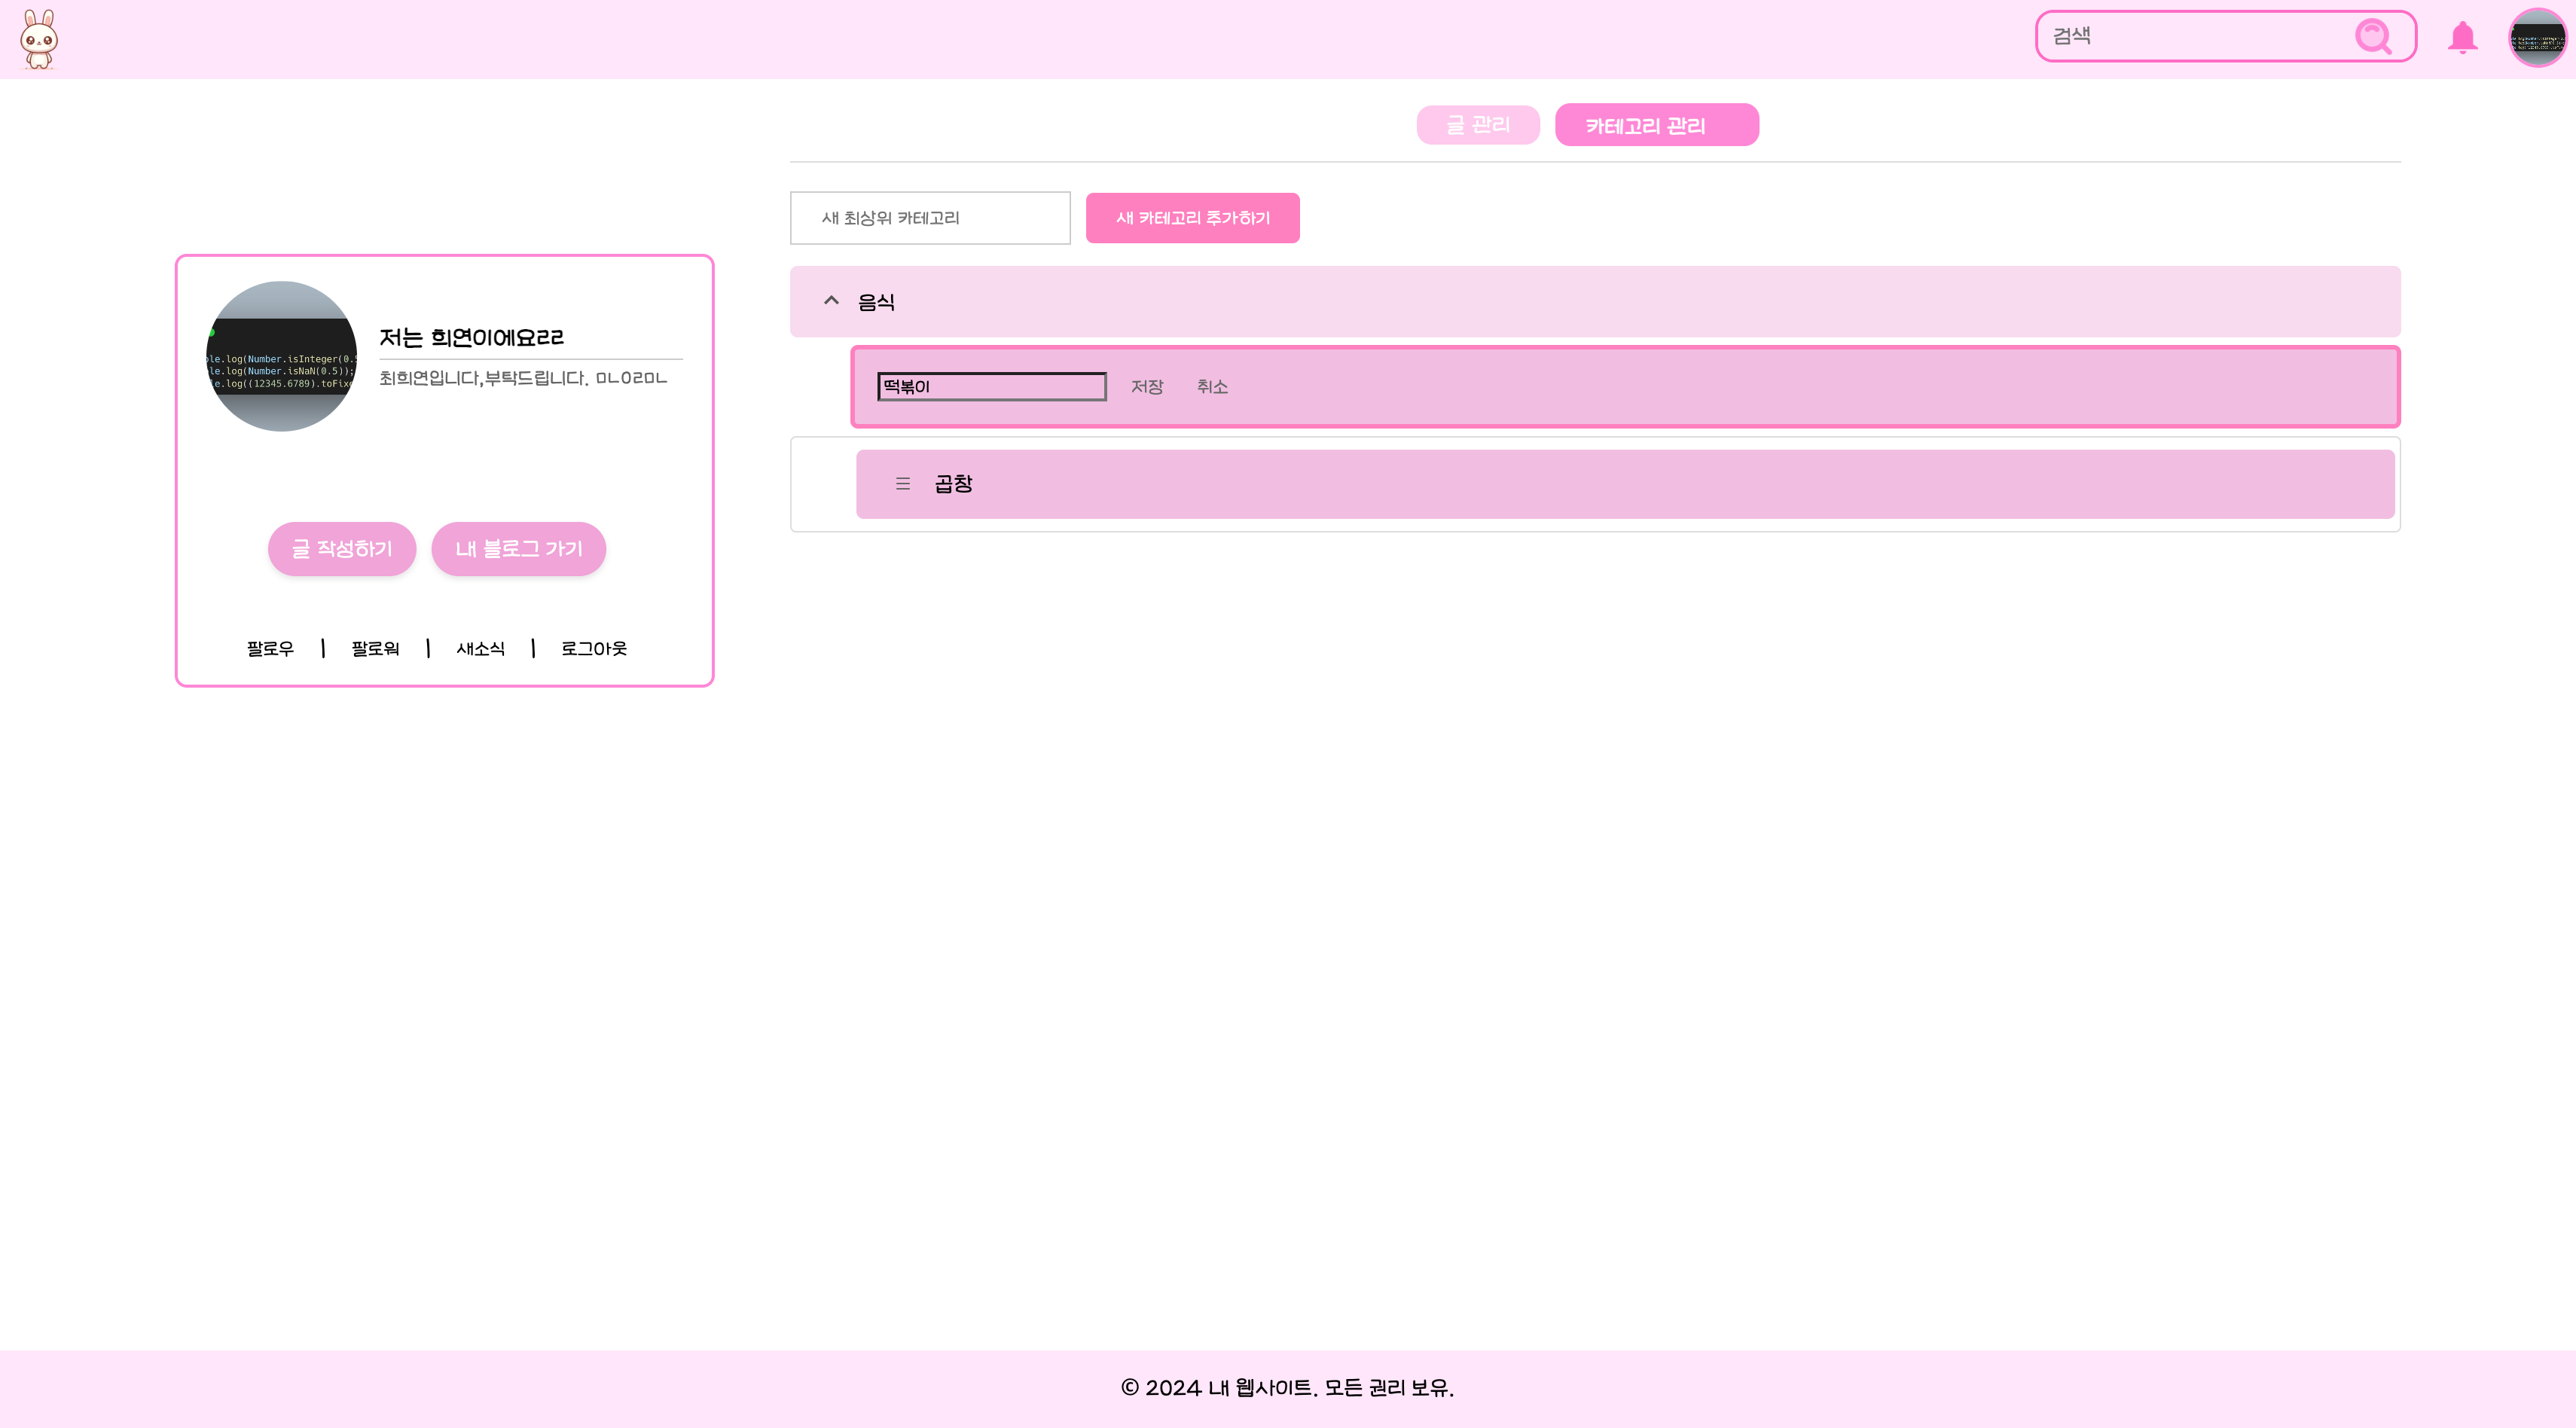 검색
글 관리 카테고리 관리
새 최상위 카테고리 새 카테고리 추가하기
음식
떡볶이 저장 취소
곱창
저는 희연이에요ㄹㄹ
최희연입니다,부탁드립니다. ㅁㄴㅇㄹㅁㄴ
ole.log(Number.isInteger(0.5
le.log(Number.isNaN(0.5));
le.log((12345.6789).toFixe
글 작성하기 내 블로그 가기
팔로우 | 팔로워 | 새소식 | 로그아웃
© 2024 내 웹사이트. 모든 권리 보유.